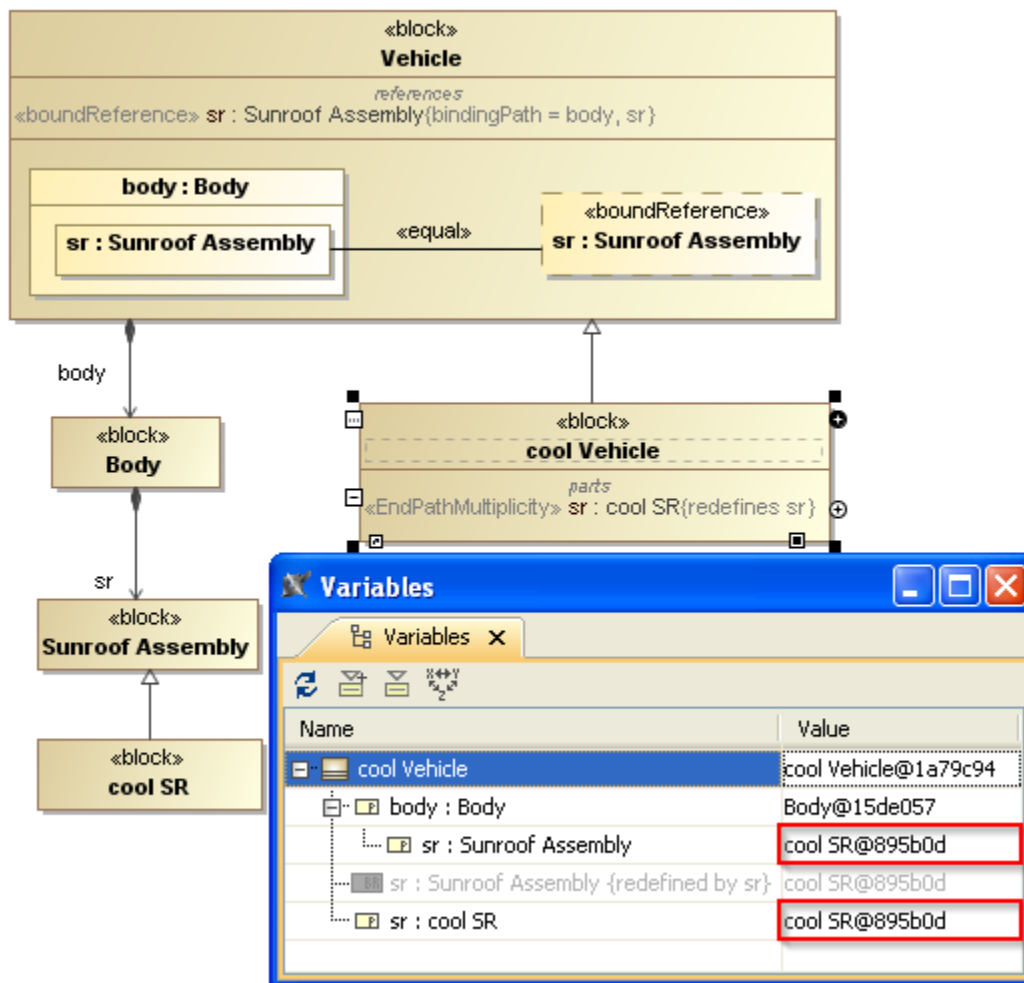 «block»
Vehicle
references
«boundReference» sr : Sunroof Assembly{bindingPath = body, sr}
body : Body
sr : Sunroof Assembly
«equal»
«boundReference»
sr : Sunroof Assembly
body
«block»
Body
«block»
cool Vehicle
parts
«EndPathMultiplicity» sr : cool SR{redefines sr}
sr
«block»
Sunroof Assembly
«block»
cool SR
Variables
Variables
Name Value
cool Vehicle cool Vehicle@1a79c94
body : Body Body@15de057
sr : Sunroof Assembly cool SR@895b0d
sr : Sunroof Assembly {redefined by sr} cool SR@895b0d
sr : cool SR cool SR@895b0d